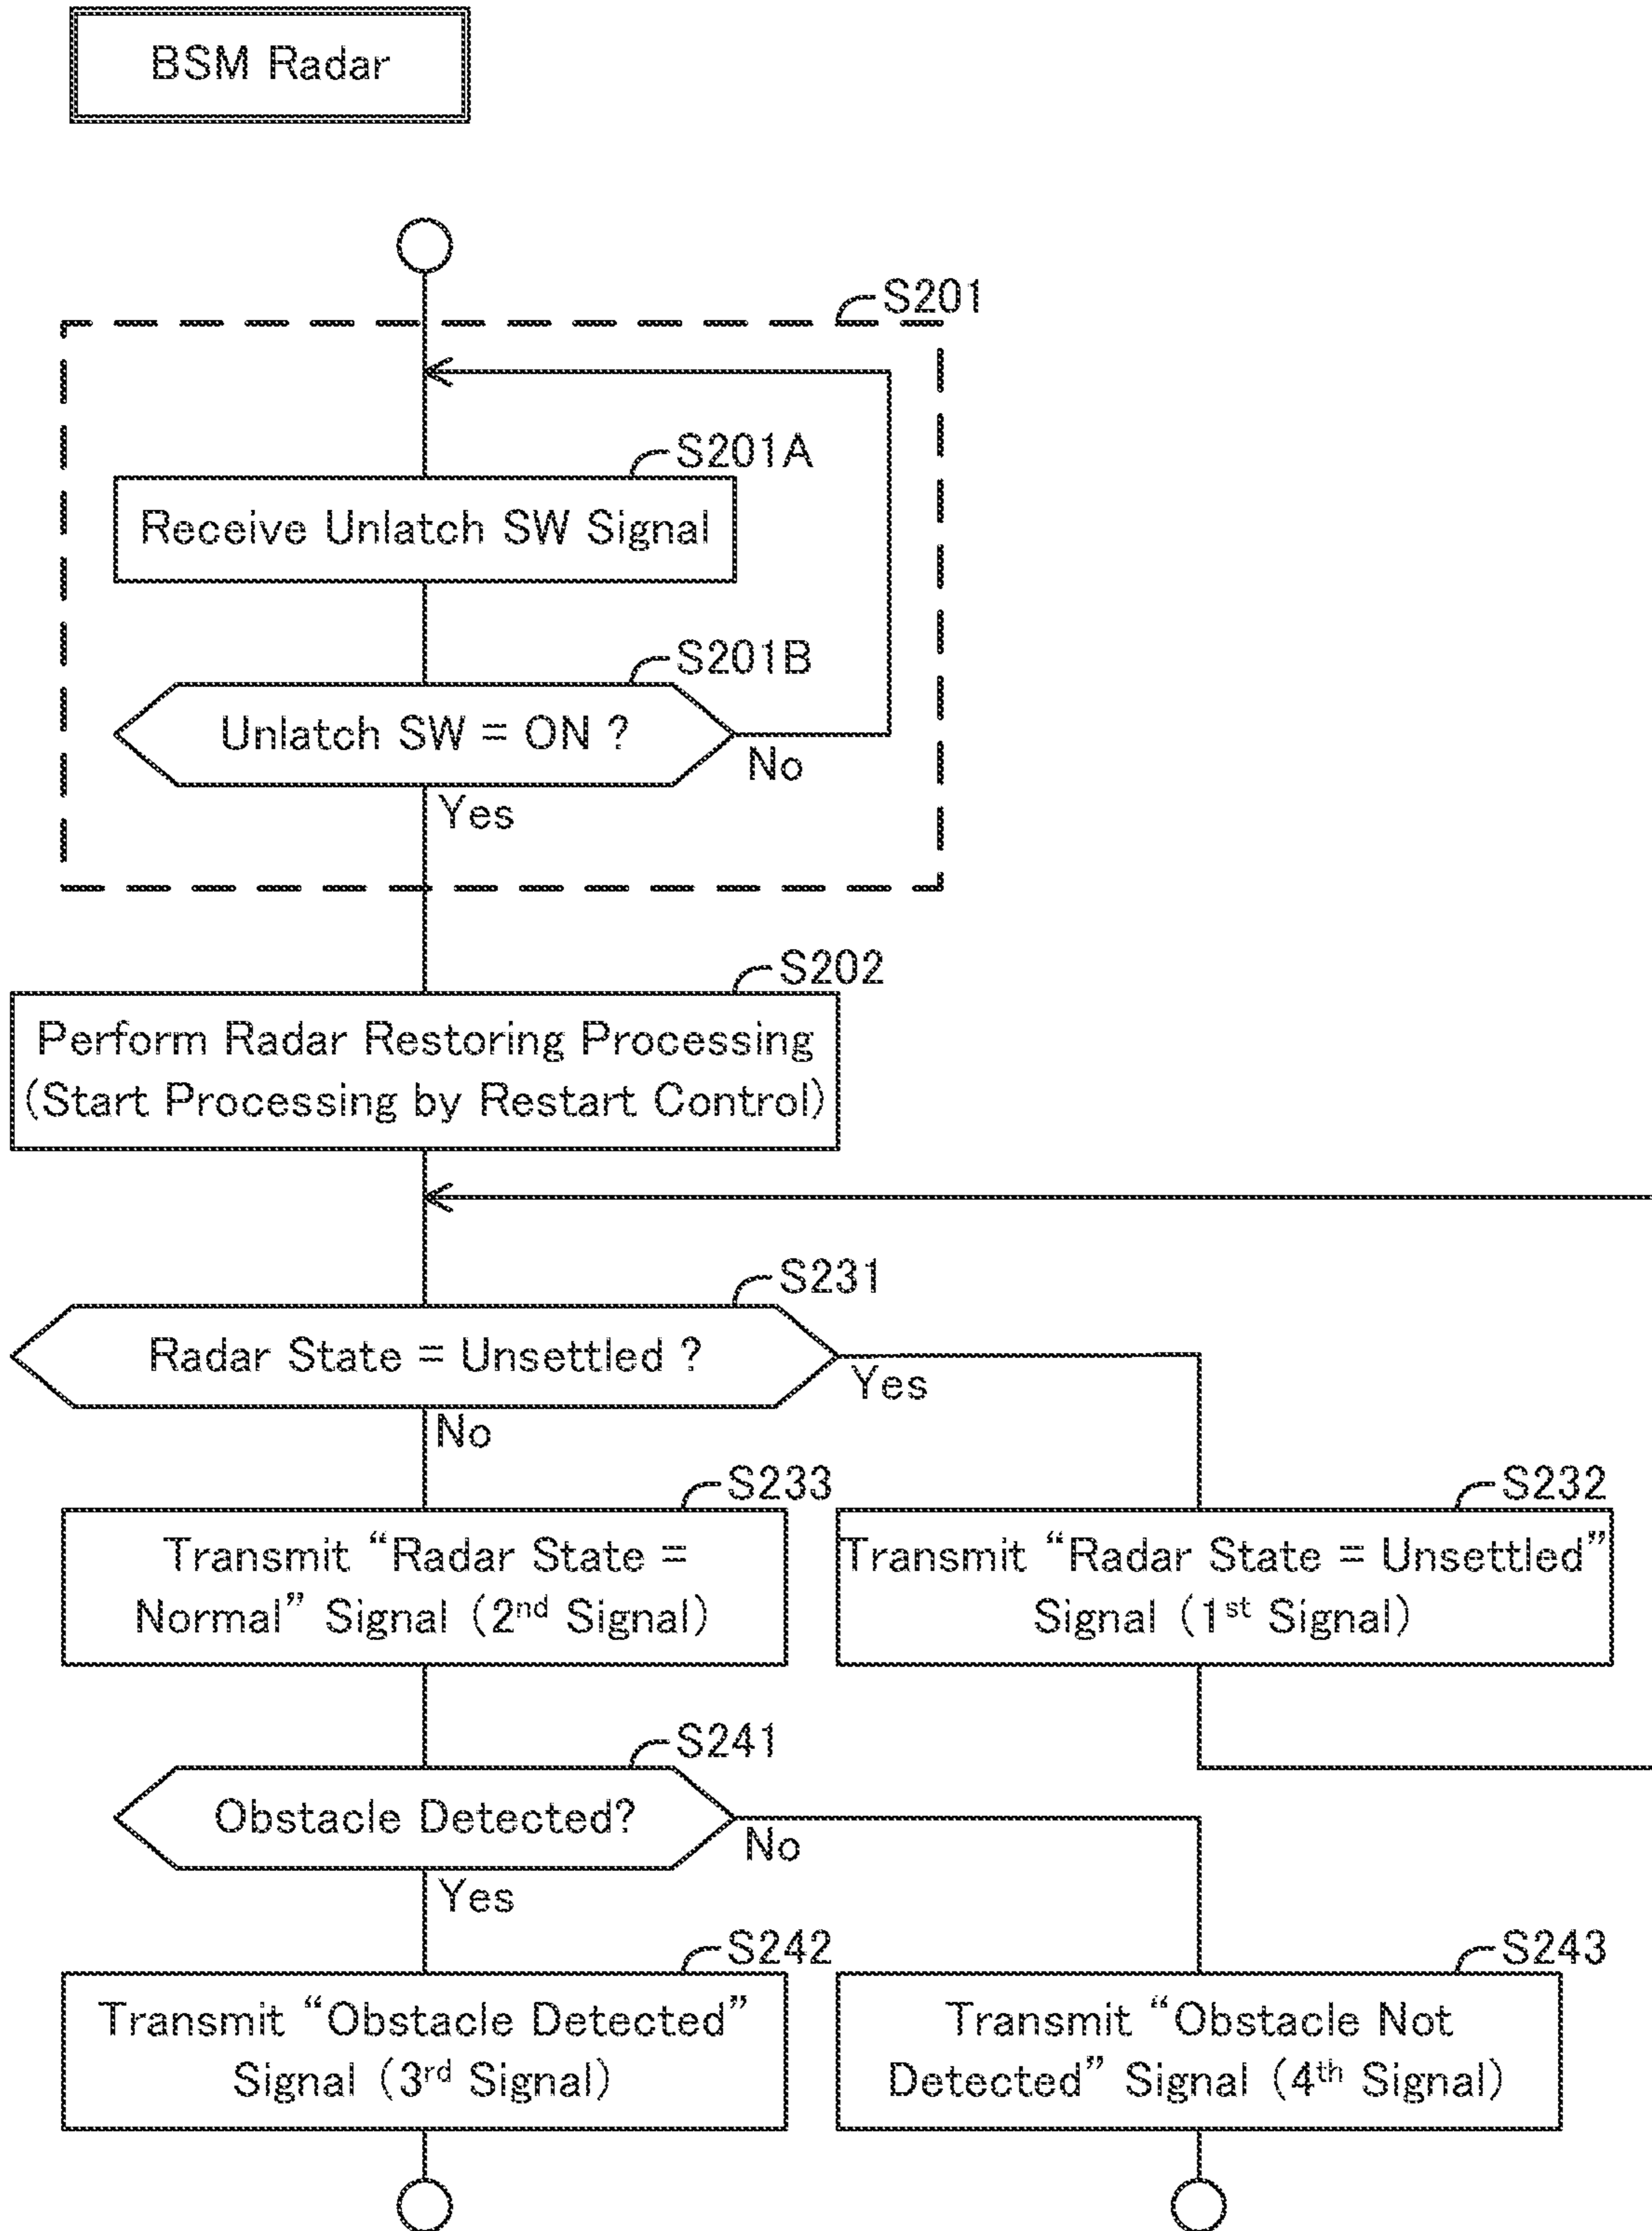 BSM Radar
S201
S201A
Receive Unlatch SW Signal
S201B
Unlatch SW = ON ?
No
Yes
S202
Perform Radar Restoring Processing
(Start Processing by Restart Control)
S231
Radar State = Unsettled ?
Yes
No
S233
Transmit “Radar State =
Normal” Signal (2nd Signal)
S232
Transmit “Radar State = Unsettled”
Signal (1st Signal)
S241
Obstacle Detected?
No
Yes
S242
Transmit “Obstacle Detected”
Signal (3rd Signal)
S243
Transmit “Obstacle Not
Detected” Signal (4th Signal)